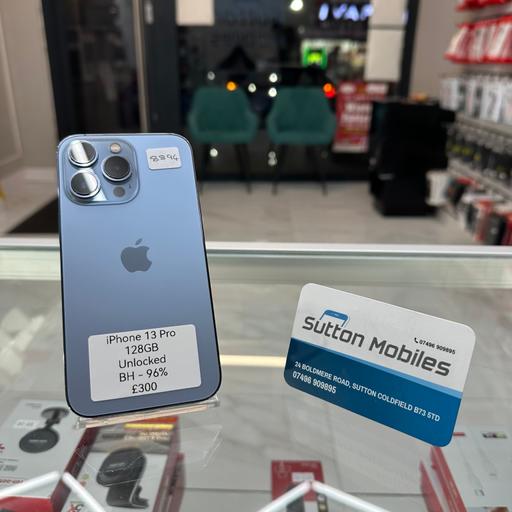 8894
iPhone 13 Pro
128GB
Unlocked
BH - 96%
£300
Sutton Mobiles
07496 909895
24 BOLDMERE ROAD, SUTTON COLDFIELD B73 5TD
07496 909895